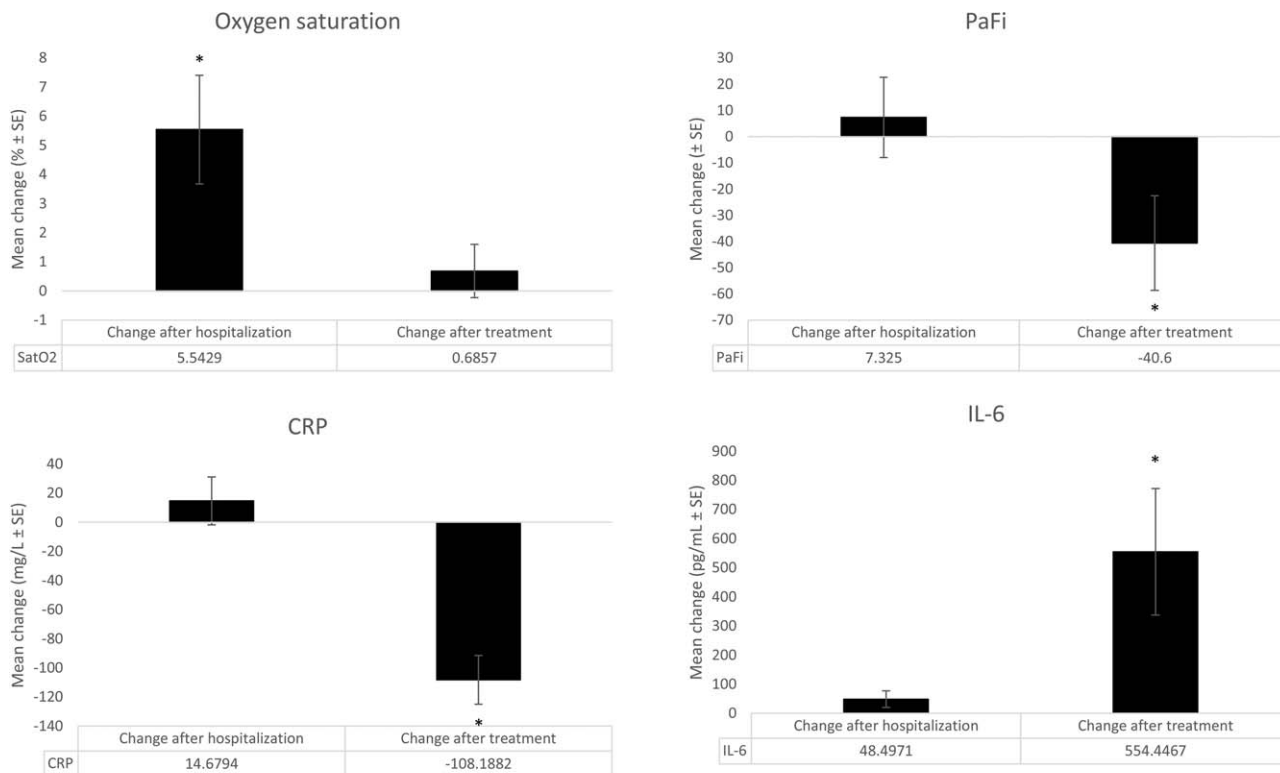 Oxygen saturation
Mean change (% ± SE)
8
7
6
5
4
3
2
1
0
-1
*
Change after hospitalization Change after treatment
SatO2 5.5429 0.6857
PaFi
Mean change (± SE)
30
20
10
0
-10
-20
-30
-40
-50
-60
-70
*
Change after hospitalization Change after treatment
PaFi 7.325 -40.6
CRP
Mean change (mg/L ± SE)
40
20
0
-20
-40
-60
-80
-100
-120
-140
*
Change after hospitalization Change after treatment
CRP 14.6794 -108.1882
IL-6
Mean change (pg/mL ± SE)
900
800
700
600
500
400
300
200
100
0
*
Change after hospitalization Change after treatment
IL-6 48.4971 554.4467